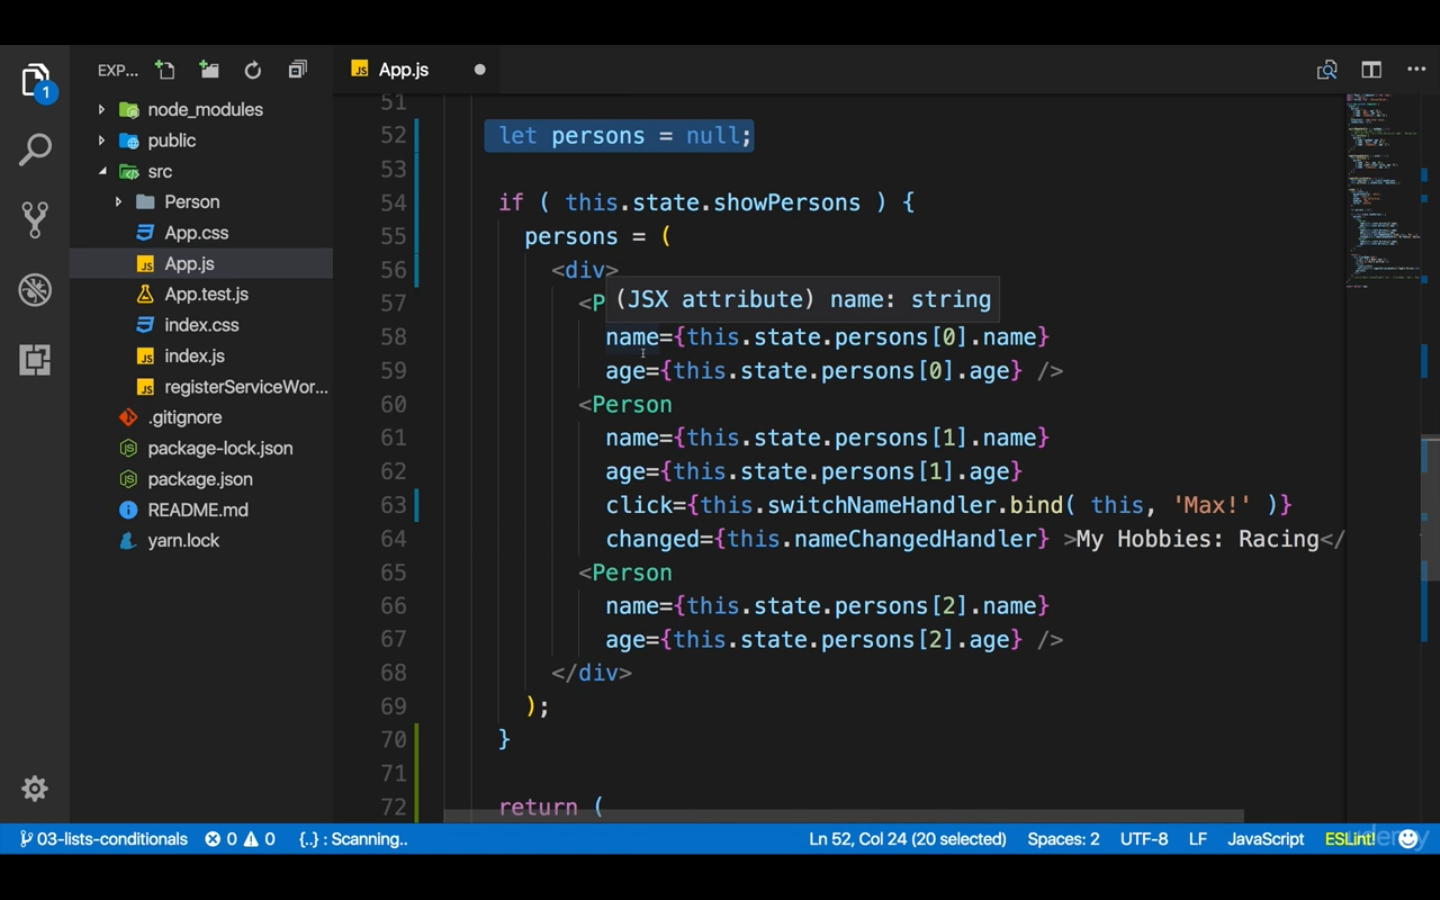 EXP...
App.js
1
node_modules
public
src
Person
App.css
App.js
App.test.js
index.css
index.js
registerServiceWor...
.gitignore
package-lock.json
package.json
README.md
yarn.lock
51
52 let persons = null;
53
54 if ( this.state.showPersons ) {
55 persons = (
56 <div>
57 <P
(JSX attribute) name: string
58 name={this.state.persons[0].name}
59 age={this.state.persons[0].age} />
60 <Person
61 name={this.state.persons[1].name}
62 age={this.state.persons[1].age}
63 click={this.switchNameHandler.bind( this, 'Max!' )}
64 changed={this.nameChangedHandler} >My Hobbies: Racing</
65 <Person
66 name={this.state.persons[2].name}
67 age={this.state.persons[2].age} />
68 </div>
69 );
70 }
71
72 return (
03-lists-conditionals 0 0 {..} : Scanning.. Ln 52, Col 24 (20 selected) Spaces: 2 UTF-8 LF JavaScript ESLint!
udemy